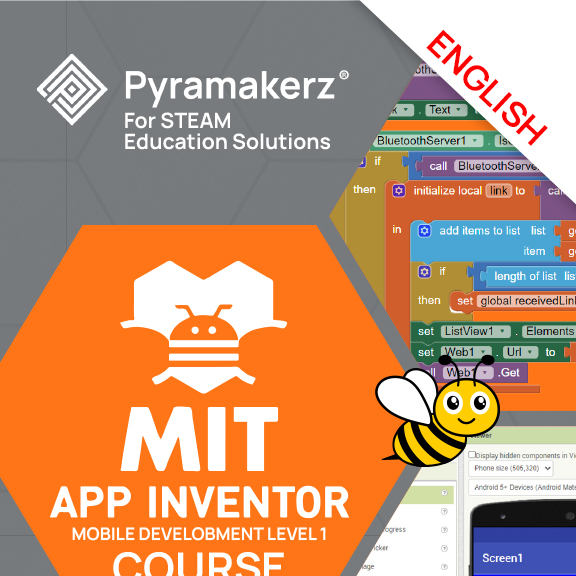 Pyramakerz®
For STEAM
Education Solutions
ENGLISH
Text
BluetoothServer1 .
if
call BluetoothServer
then
initialize local link to
in
add items to list list
item
if
length of list
then set global receivedLink
set ListView1 . Elements
set Web1 . Url to
Web1 .Get
MIT
APP INVENTOR
MOBILE DEVELOBMENT LEVEL 1
COURSE
Display hidden components in
Phone size (505,320)
Android 5+ Devices (Android
Screen1